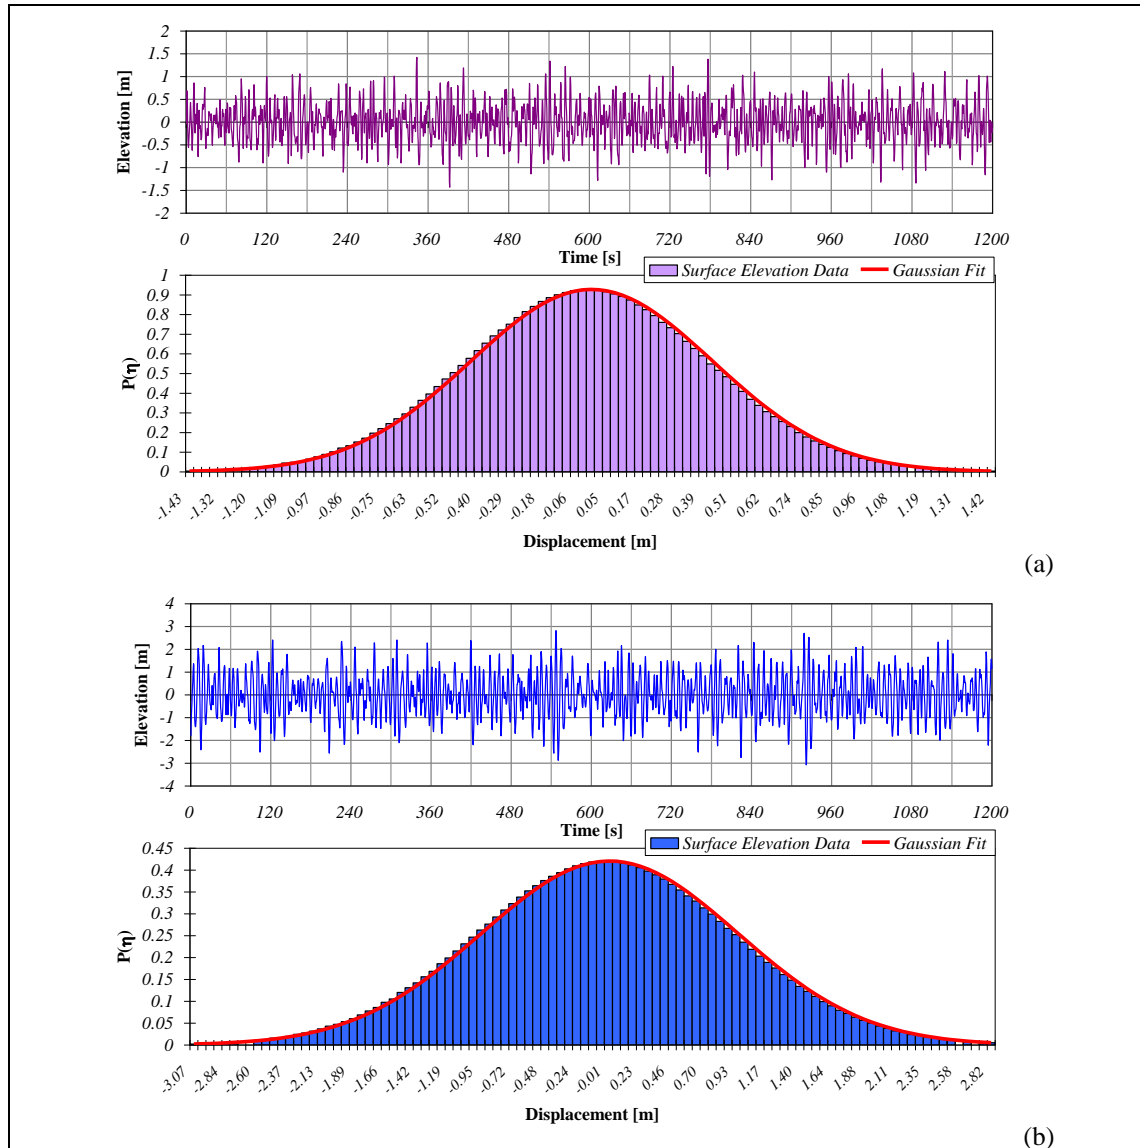 2
1.5
1
0.5
0
-0.5
-1
-1.5
-2
Elevation [m]
0 120 240 360 480 600 720 840 960 1080 1200
Time [s]
Surface Elevation Data Gaussian Fit
1
0.9
0.8
0.7
0.6
0.5
0.4
0.3
0.2
0.1
0
P(η)
-1.43 -1.32 -1.20 -1.09 -0.97 -0.86 -0.75 -0.63 -0.52 -0.40 -0.29 -0.18 -0.06 0.05 0.17 0.28 0.39 0.51 0.62 0.74 0.85 0.96 1.08 1.19 1.31 1.42
Displacement [m]
(a)
4
3
2
1
0
-1
-2
-3
-4
Elevation [m]
0 120 240 360 480 600 720 840 960 1080 1200
Time [s]
Surface Elevation Data Gaussian Fit
0.45
0.4
0.35
0.3
0.25
0.2
0.15
0.1
0.05
0
P(η)
-3.07 -2.84 -2.60 -2.37 -2.13 -1.89 -1.66 -1.42 -1.19 -0.95 -0.72 -0.48 -0.24 -0.01 0.23 0.46 0.70 0.93 1.17 1.40 1.64 1.88 2.11 2.35 2.58 2.82
Displacement [m]
(b)